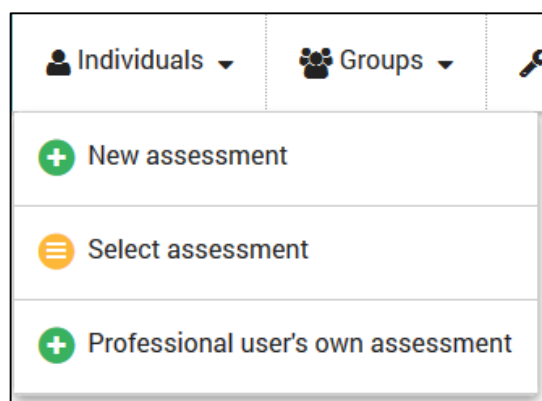 Individuals Groups
New assessment
Select assessment
Professional user's own assessment